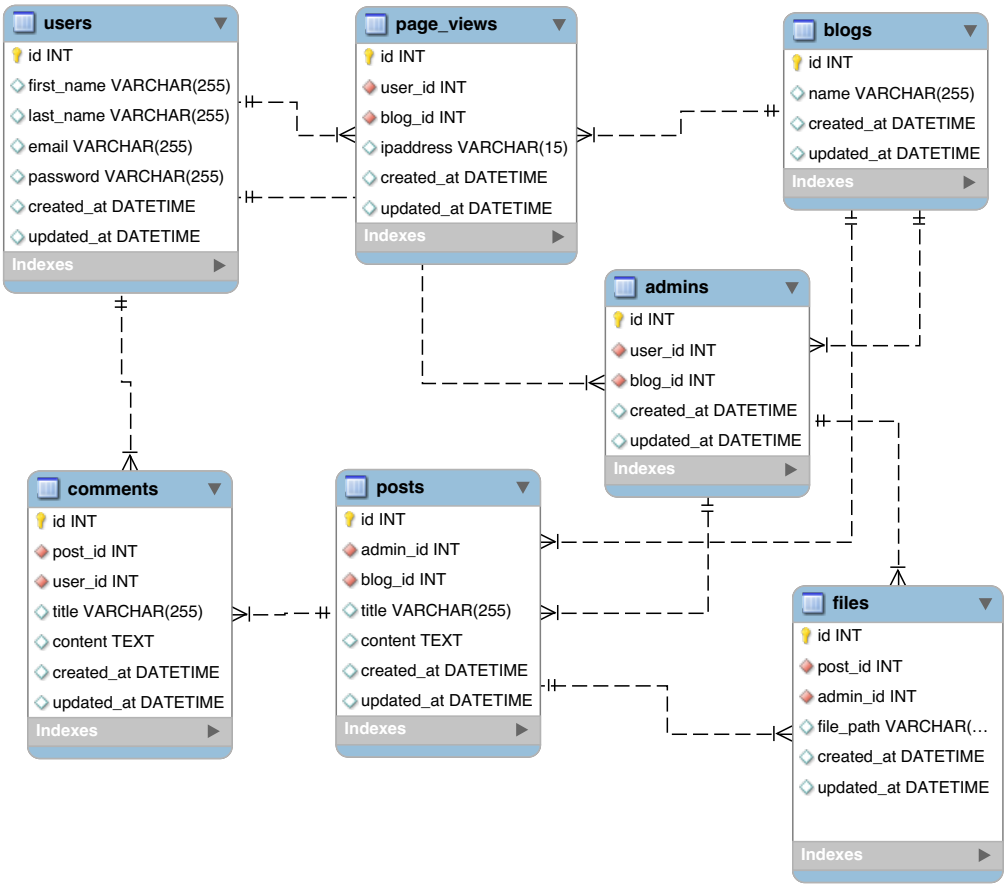 users
id INT
first_name VARCHAR(255)
last_name VARCHAR(255)
email VARCHAR(255)
password VARCHAR(255)
created_at DATETIME
updated_at DATETIME
Indexes
page_views
id INT
user_id INT
blog_id INT
ipaddress VARCHAR(15)
created_at DATETIME
updated_at DATETIME
Indexes
blogs
id INT
name VARCHAR(255)
created_at DATETIME
updated_at DATETIME
Indexes
admins
id INT
user_id INT
blog_id INT
created_at DATETIME
updated_at DATETIME
Indexes
comments
id INT
post_id INT
user_id INT
title VARCHAR(255)
content TEXT
created_at DATETIME
updated_at DATETIME
Indexes
posts
id INT
admin_id INT
blog_id INT
title VARCHAR(255)
content TEXT
created_at DATETIME
updated_at DATETIME
Indexes
files
id INT
post_id INT
admin_id INT
file_path VARCHAR(…
created_at DATETIME
updated_at DATETIME
Indexes